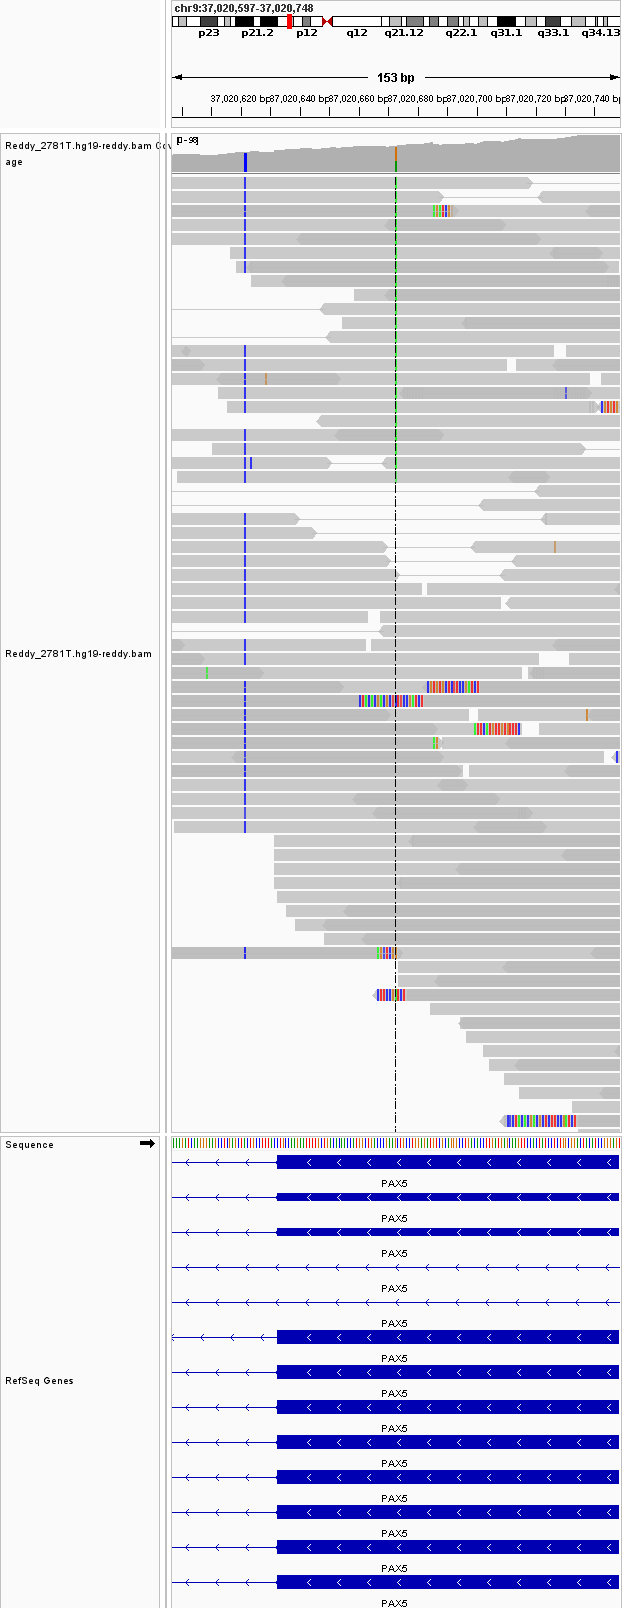 chr9:37,020,597-37,020,748
p23 p21.2 p12 q12 q21.12 q22.1 q31.1 q33.1 q34.13
153 bp
37,020,620 bp 37,020,640 bp 37,020,660 bp 37,020,680 bp 37,020,700 bp 37,020,720 bp 37,020,740 bp
Reddy_2781T.hg19-reddy.bam Cov
age
[0 - 98]
Reddy_2781T.hg19-reddy.bam
Sequence
PAX5
PAX5
PAX5
PAX5
PAX5
PAX5
RefSeq Genes
PAX5
PAX5
PAX5
PAX5
PAX5
PAX5
PAX5